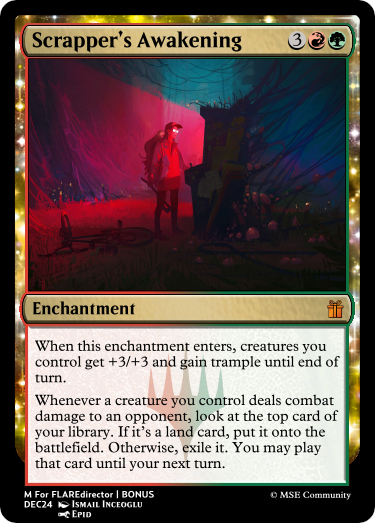 Scrapper's Awakening 3
Enchantment
When this enchantment enters, creatures you
control get +3/+3 and gain trample until end of
turn.
Whenever a creature you control deals combat
damage to an opponent, look at the top card of
your library. If it's a land card, put it onto the
battlefield. Otherwise, exile it. You may play
that card until your next turn.
M For FLAREdirector | BONUS
DEC24 Ismail Inceoglu © MSE Community
Epid